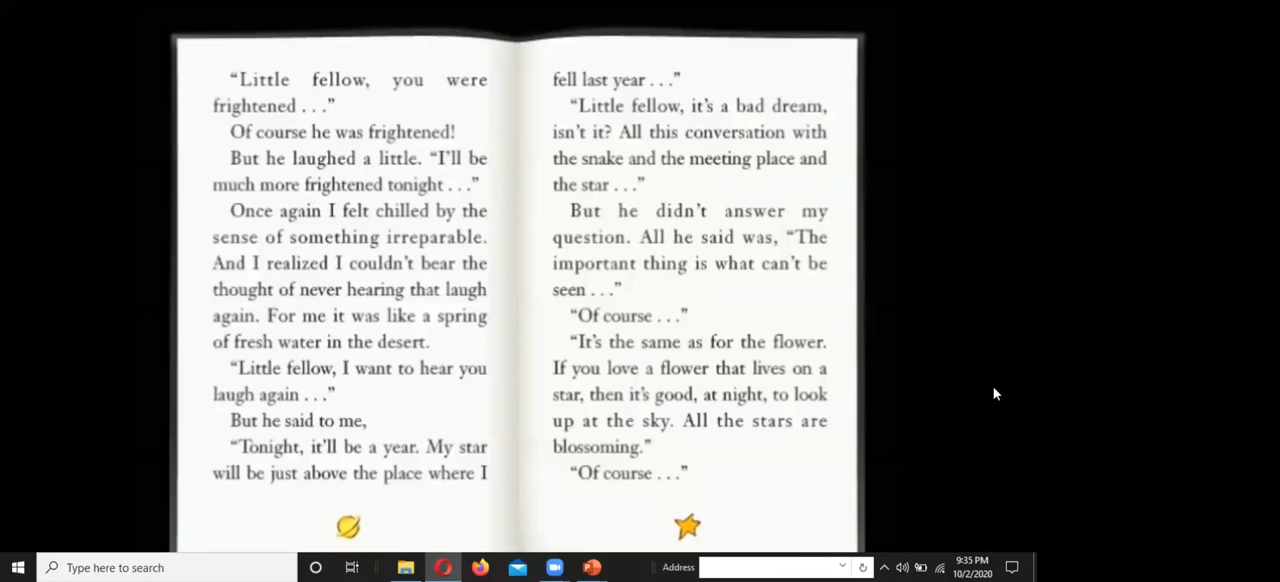 “Little fellow, you were
frightened . . .”
Of course he was frightened!
But he laughed a little. “I’ll be
much more frightened tonight . . .”
Once again I felt chilled by the
sense of something irreparable.
And I realized I couldn’t bear the
thought of never hearing that laugh
again. For me it was like a spring
of fresh water in the desert.
“Little fellow, I want to hear you
laugh again . . .”
But he said to me,
“Tonight, it’ll be a year. My star
will be just above the place where I
fell last year . . .”
“Little fellow, it’s a bad dream,
isn’t it? All this conversation with
the snake and the meeting place and
the star . . .”
But he didn’t answer my
question. All he said was, “The
important thing is what can’t be
seen . . .”
“Of course . . .”
“It’s the same as for the flower.
If you love a flower that lives on a
star, then it’s good, at night, to look
up at the sky. All the stars are
blossoming.”
“Of course . . .”
Type here to search
Address
9:35 PM
10/2/2020